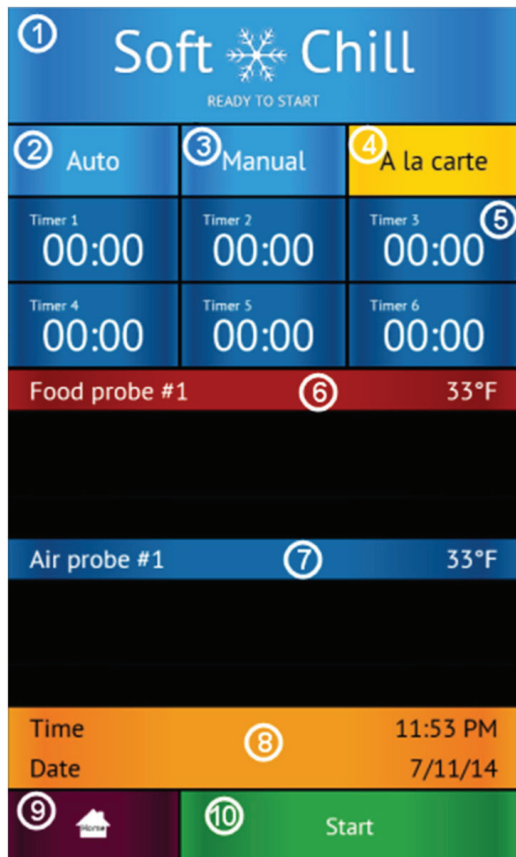 1 Soft Chill
READY TO START
2 Auto 3 Manual 4 A la carte
Timer 1 Timer 2 Timer 3 5
00:00 00:00 00:00
Timer 4 Timer 5 Timer 6
00:00 00:00 00:00
Food probe #1 6 33°F
Air probe #1 7 33°F
Time 8 11:53 PM
Date 7/11/14
9 Home 10 Start